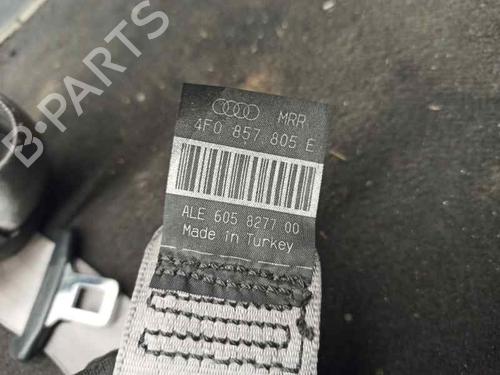 MRR
4F0 857 805 E
ALE 605 8277 00
Made in Turkey
B-PARTS